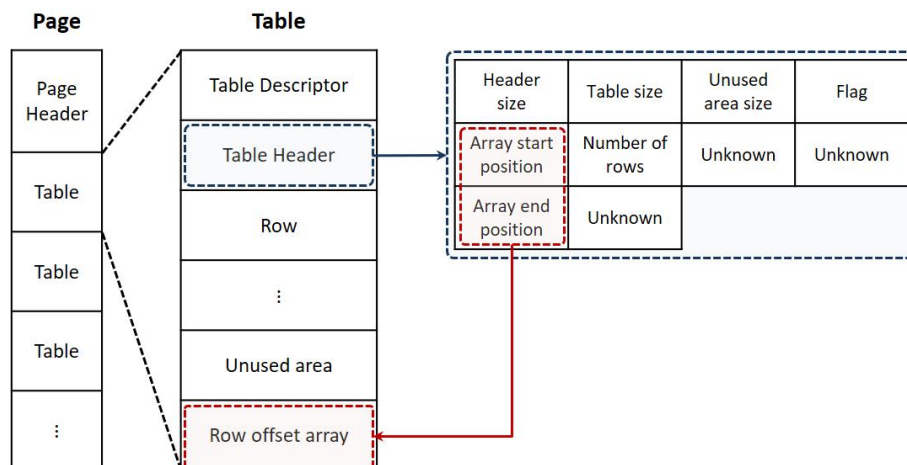 Page
Table
Page
Header
Table
Table
Table
⋮
Table Descriptor
Table Header
Row
⋮
Unused area
Row offset array
Header
size
Table size
Unused
area size
Flag
Array start
position
Number of
rows
Unknown
Unknown
Array end
position
Unknown